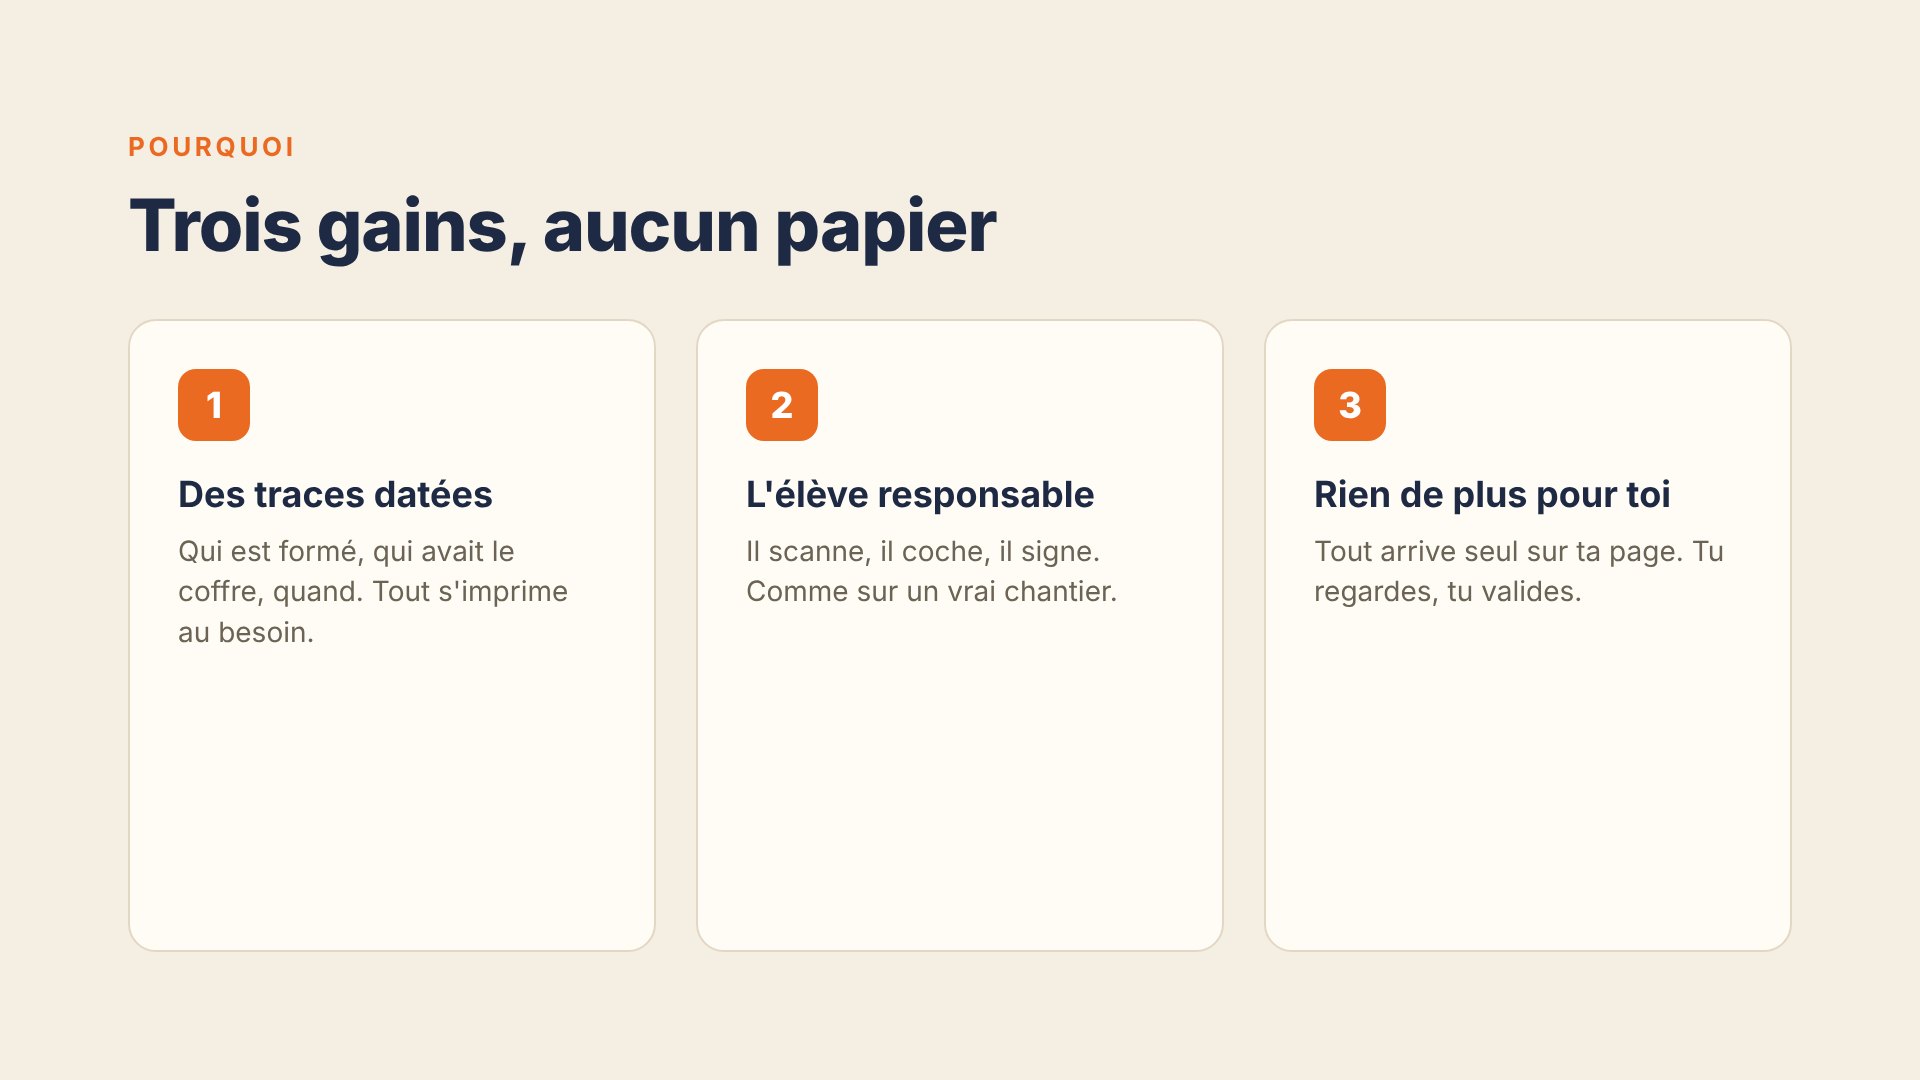 POURQUOI
Trois gains, aucun papier
1
Des traces datées
Qui est formé, qui avait le
coffre, quand. Tout s'imprime
au besoin.
2
L'élève responsable
Il scanne, il coche, il signe.
Comme sur un vrai chantier.
3
Rien de plus pour toi
Tout arrive seul sur ta page. Tu
regardes, tu valides.